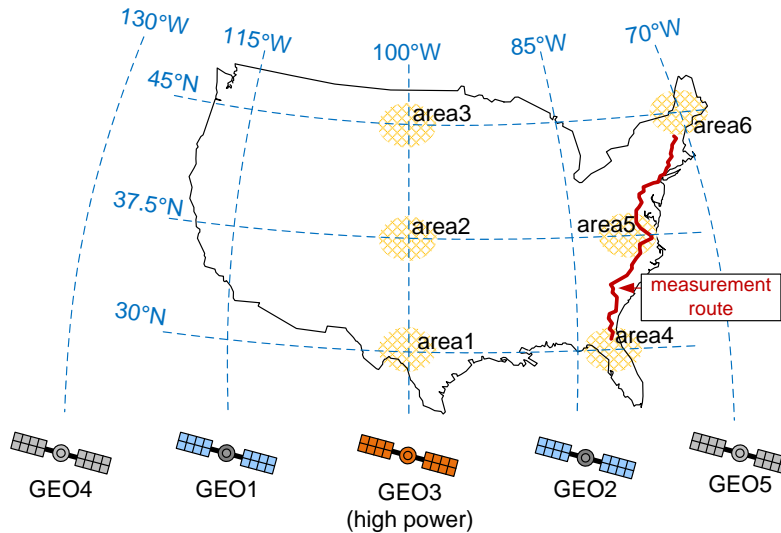 130°W
115°W
100°W
85°W
70°W
45°N
area3
area6
37.5°N
area2
area5
measurement
route
30°N
area1
area4
GEO4
GEO1
GEO3
(high power)
GEO2
GEO5